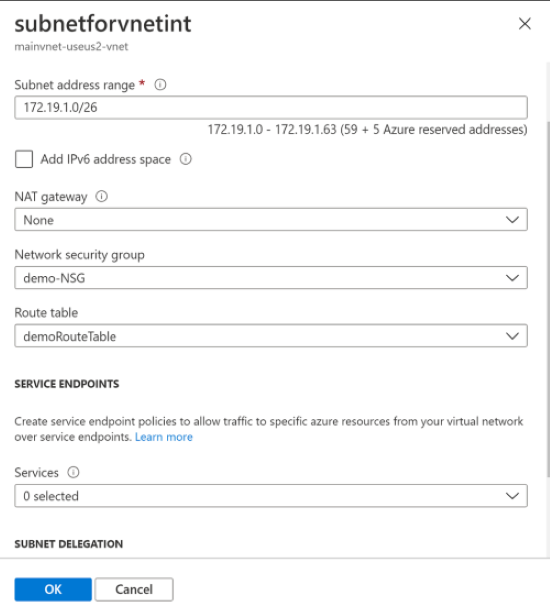 subnetforvnetint
mainvnet-useus2-vnet
Subnet address range *
172.19.1.0/26
172.19.1.0 - 172.19.1.63 (59 + 5 Azure reserved addresses)
Add IPv6 address space
NAT gateway
None
Network security group
demo-NSG
Route table
demoRouteTable
SERVICE ENDPOINTS
Create service endpoint policies to allow traffic to specific azure resources from your virtual network
over service endpoints. Learn more
Services
0 selected
SUBNET DELEGATION
OK Cancel